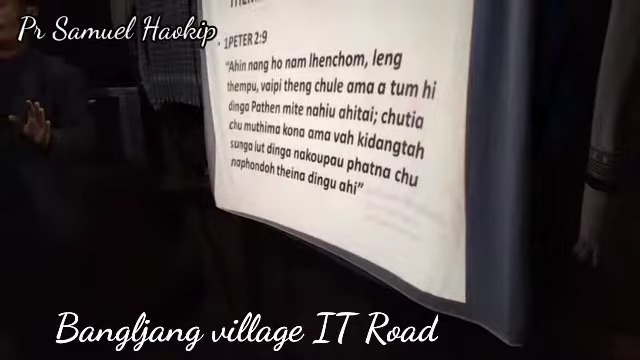 Pr Samuel Haokip
1PETER 2:9
"Ahin nang ho nam lhenchom, leng
thempu, vaipi theng chule ama a tum hi
dinga Pathen mite nahiu ahitai; chutia
chu muthima kona ama vah kidangtah
sunga lut dinga nakoupau phatna chu
naphondoh theina dingu ahi"
Bangljang village IT Road